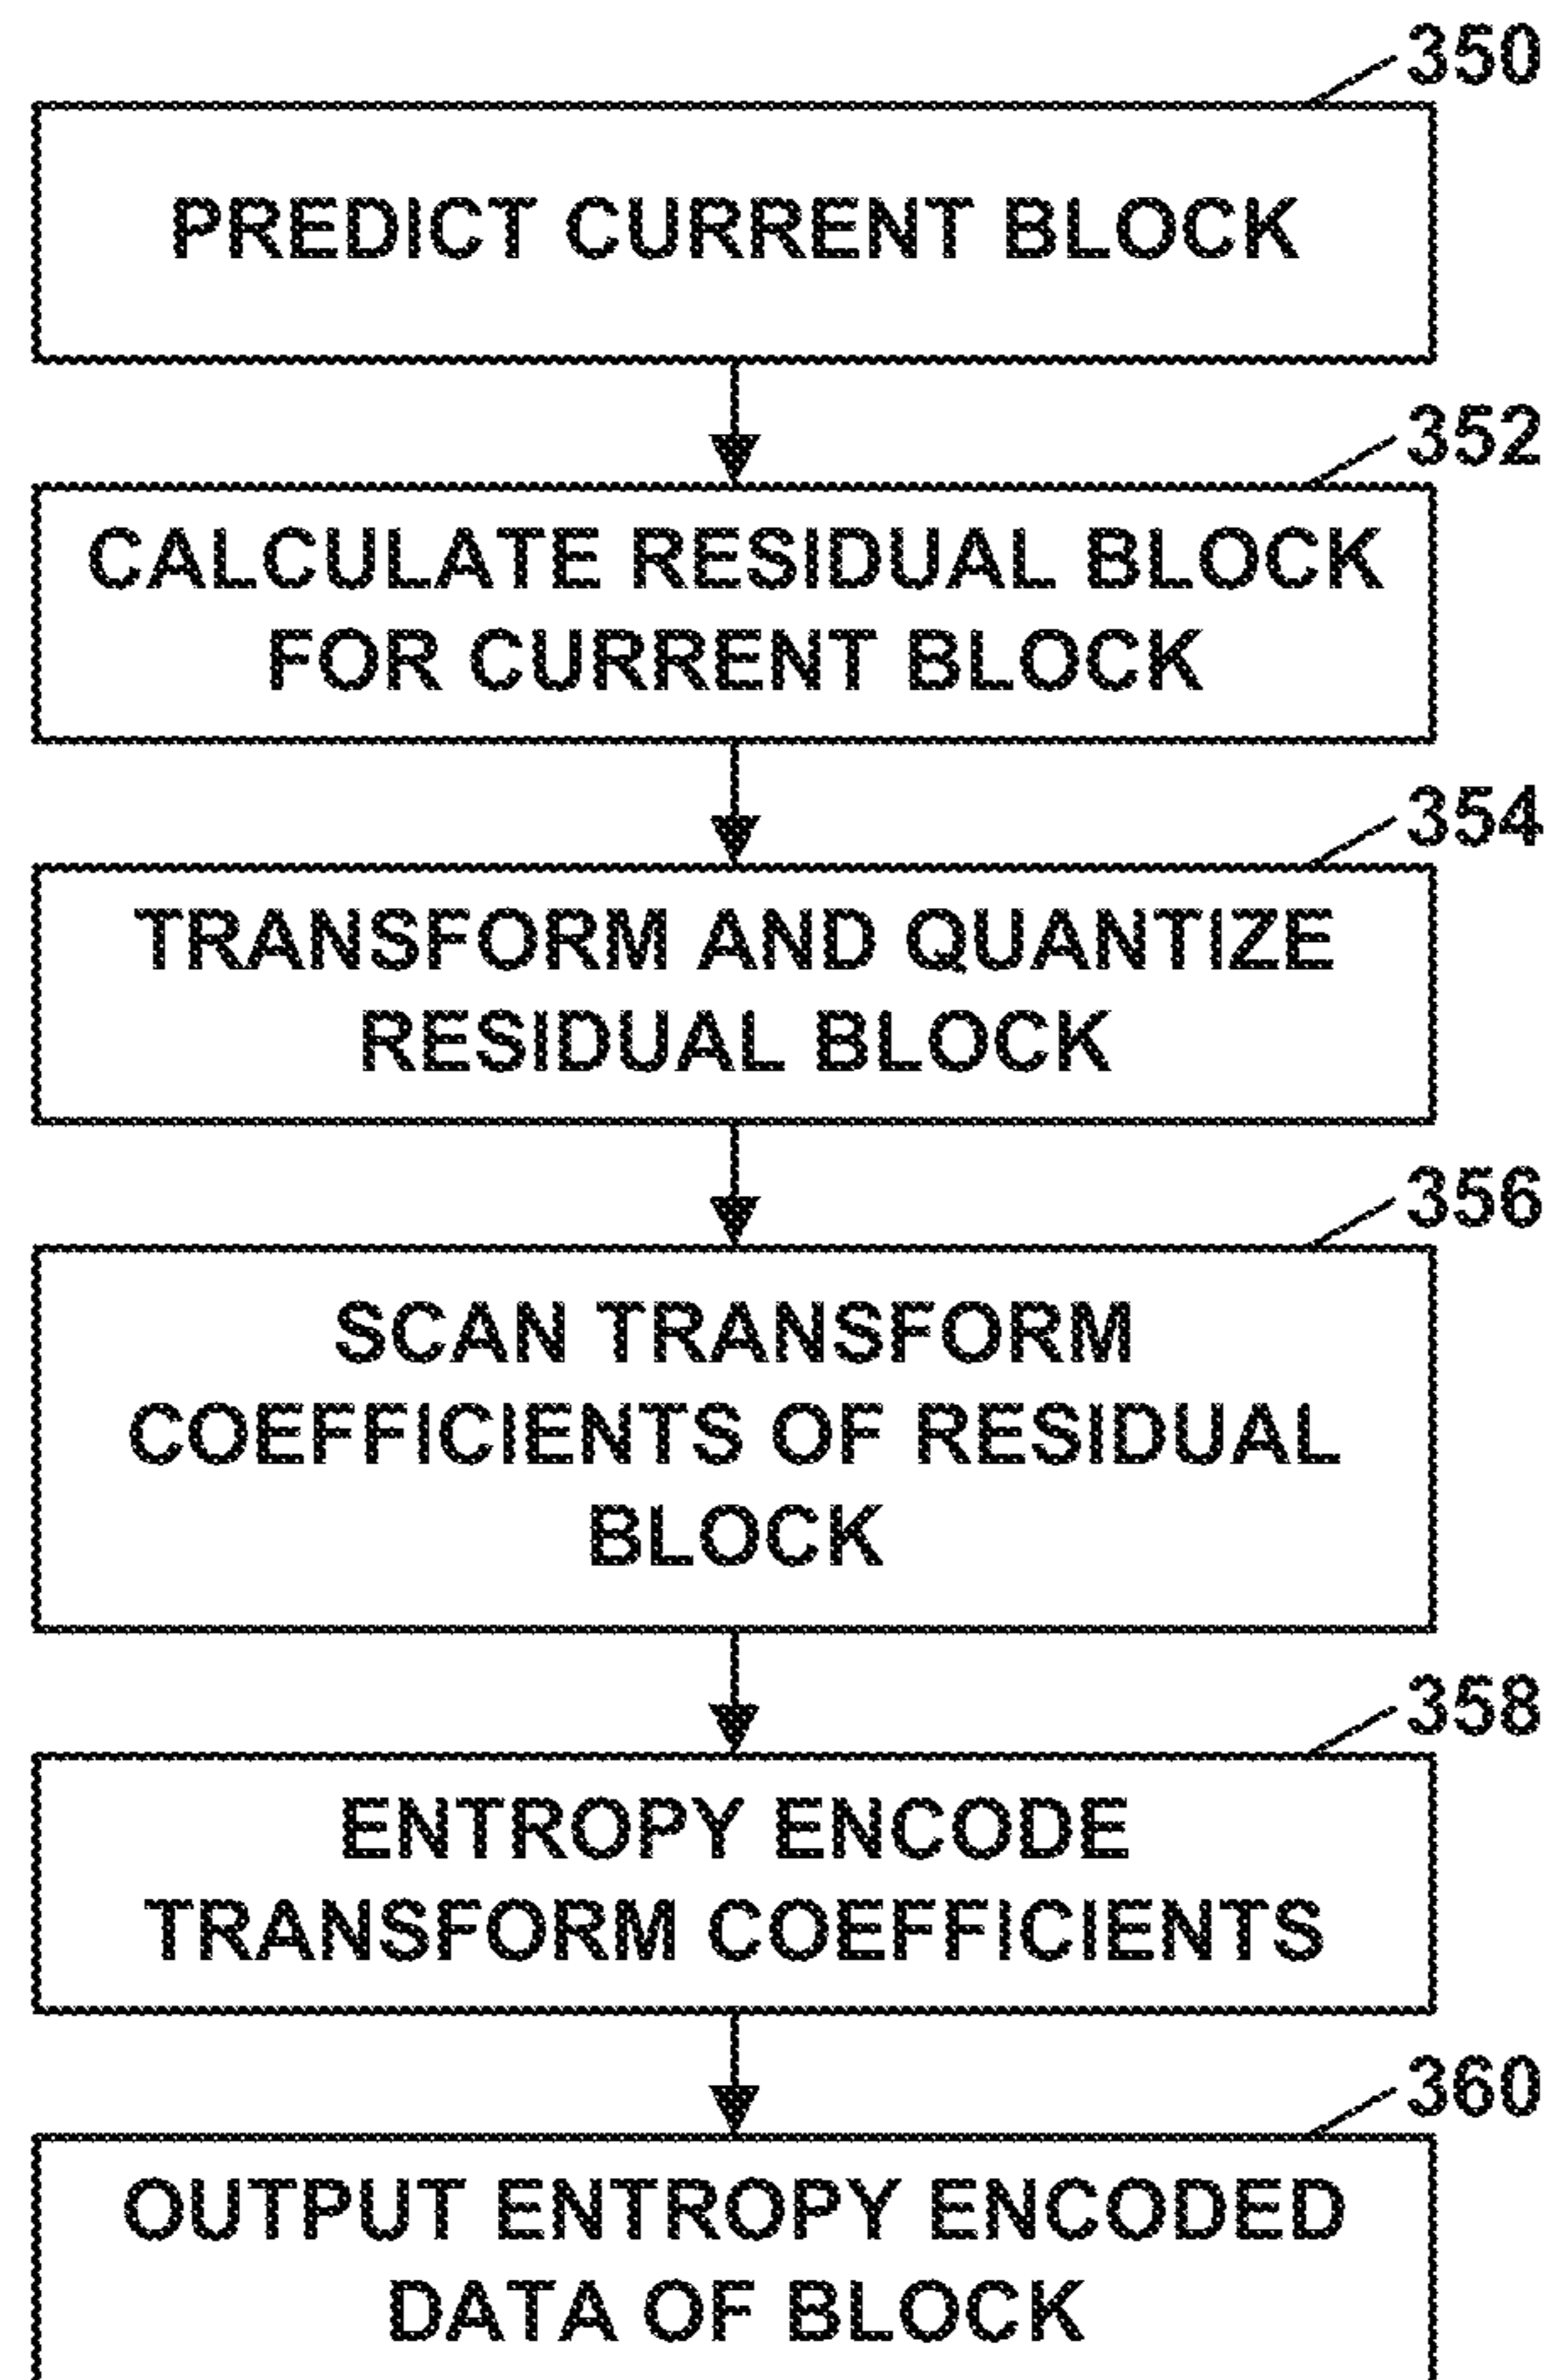 350
PREDICT CURRENT BLOCK
352
CALCULATE RESIDUAL BLOCK
FOR CURRENT BLOCK
354
TRANSFORM AND QUANTIZE
RESIDUAL BLOCK
356
SCAN TRANSFORM
COEFFICIENTS OF RESIDUAL
BLOCK
358
ENTROPY ENCODE
TRANSFORM COEFFICIENTS
360
OUTPUT ENTROPY ENCODED
DATA OF BLOCK